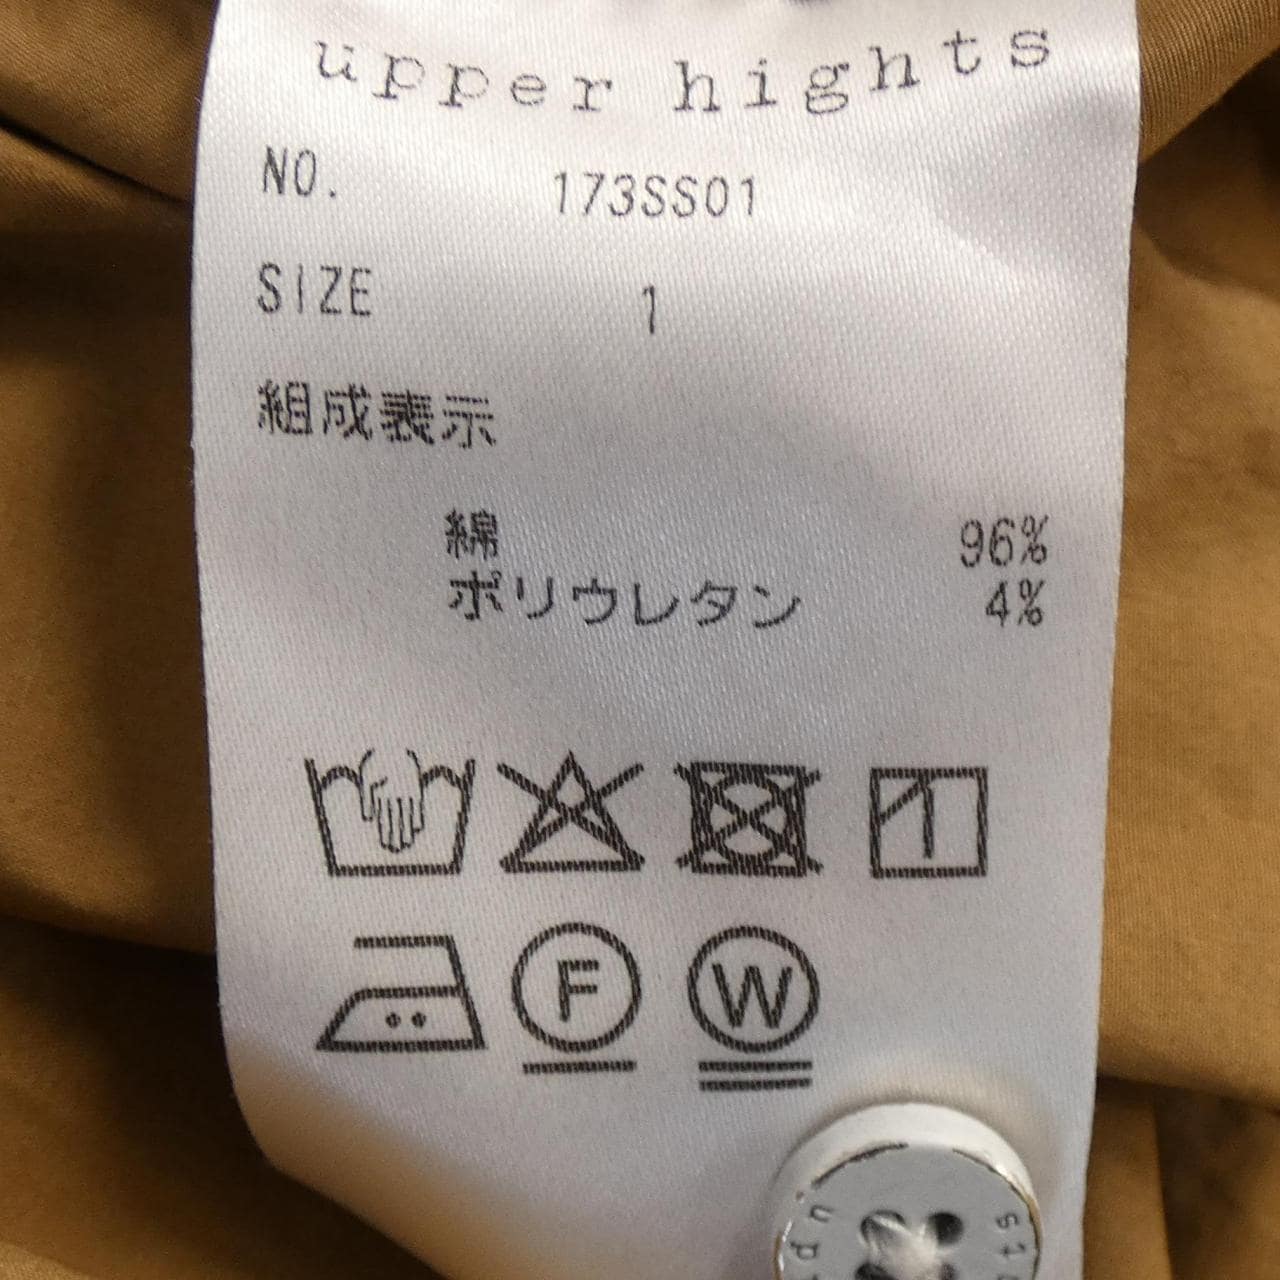 upper hights
NO. 173SS01
SIZE 1
組成表示
綿 96%
ポリウレタン 4%
F
W